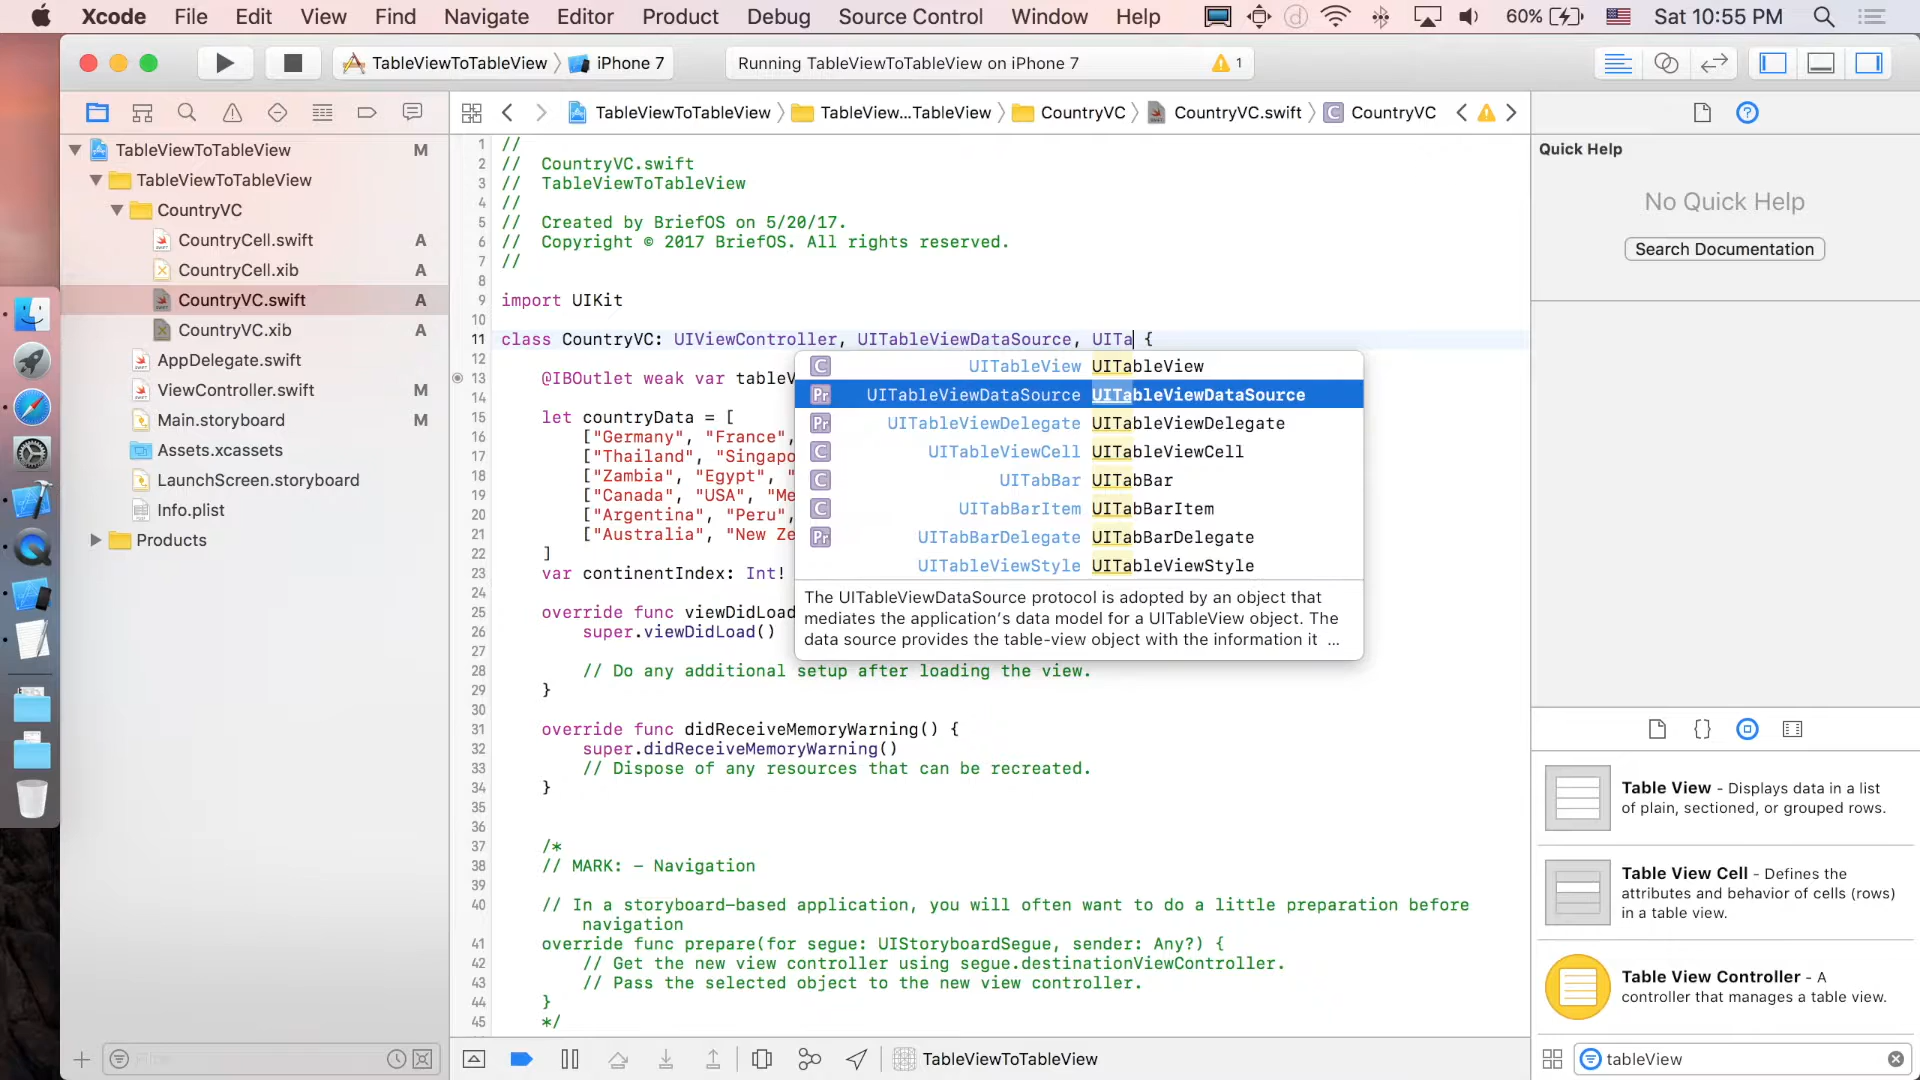 Xcode File Edit View Find Navigate Editor Product Debug Source Control Window Help 60% Sat 10:55 PM
TableViewToTableView iPhone 7 Running TableViewToTableView on iPhone 7 1
TableViewToTableView TableView...TableView CountryVC CountryVC.swift C CountryVC
TableViewToTableView M
TableViewToTableView
CountryVC
CountryCell.swift A
CountryCell.xib A
CountryVC.swift A
CountryVC.xib A
AppDelegate.swift
ViewController.swift M
Main.storyboard M
Assets.xcassets
LaunchScreen.storyboard
Info.plist
Products
1 //
2 //  CountryVC.swift
3 //  TableViewToTableView
4 //
5 //  Created by BriefOS on 5/20/17.
6 //  Copyright © 2017 BriefOS. All rights reserved.
7 //
8
9 import UIKit
10
11 class CountryVC: UIViewController, UITableViewDataSource, UITa {
12
13 @IBOutlet weak var tableV
14
15 let countryData = [
16 ["Germany", "France",
17 ["Thailand", "Singapo
18 ["Zambia", "Egypt", "
19 ["Canada", "USA", "Me
20 ["Argentina", "Peru",
21 ["Australia", "New Ze
22 ]
23 var continentIndex: Int!
24
25 override func viewDidLoad
26 super.viewDidLoad()
27
28 // Do any additional setup after loading the view.
29 }
30
31 override func didReceiveMemoryWarning() {
32 super.didReceiveMemoryWarning()
33 // Dispose of any resources that can be recreated.
34 }
35
36
37 /*
38 // MARK: - Navigation
39
40 // In a storyboard-based application, you will often want to do a little preparation before
navigation
41 override func prepare(for segue: UIStoryboardSegue, sender: Any?) {
42 // Get the new view controller using segue.destinationViewController.
43 // Pass the selected object to the new view controller.
44 }
45 */
C UITableView UITableView
Pr UITableViewDataSource UITableViewDataSource
Pr UITableViewDelegate UITableViewDelegate
C UITableViewCell UITableViewCell
C UITabBar UITabBar
C UITabBarItem UITabBarItem
Pr UITabBarDelegate UITabBarDelegate
UITableViewStyle UITableViewStyle
The UITableViewDataSource protocol is adopted by an object that
mediates the application's data model for a UITableView object. The
data source provides the table-view object with the information it ...
TableViewToTableView
Quick Help
No Quick Help
Search Documentation
Table View - Displays data in a list
of plain, sectioned, or grouped rows.
Table View Cell - Defines the
attributes and behavior of cells (rows)
in a table view.
Table View Controller - A
controller that manages a table view.
tableView